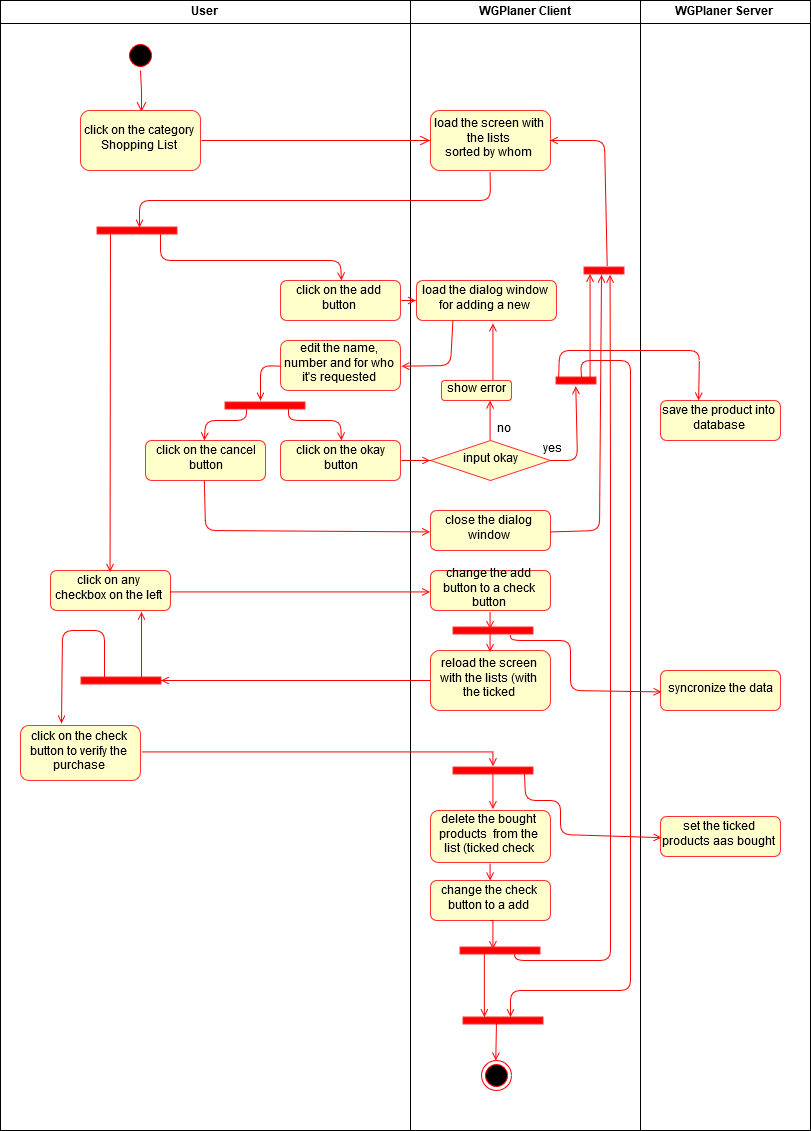 User
WGPlaner Client
WGPlaner Server
click on the category
Shopping List
load the screen with
the lists
sorted by whom
click on the add
button
load the dialog window
for adding a new
edit the name,
number and for who
it's requested
show error
save the product into
database
no
yes
click on the cancel
button
click on the okay
button
input okay
close the dialog
window
click on any
checkbox on the left
change the add
button to a check
button
reload the screen
with the lists (with
the ticked
syncronize the data
click on the check
button to verify the
purchase
delete the bought
products from the
list (ticked check
set the ticked
products aas bought
change the check
button to a add